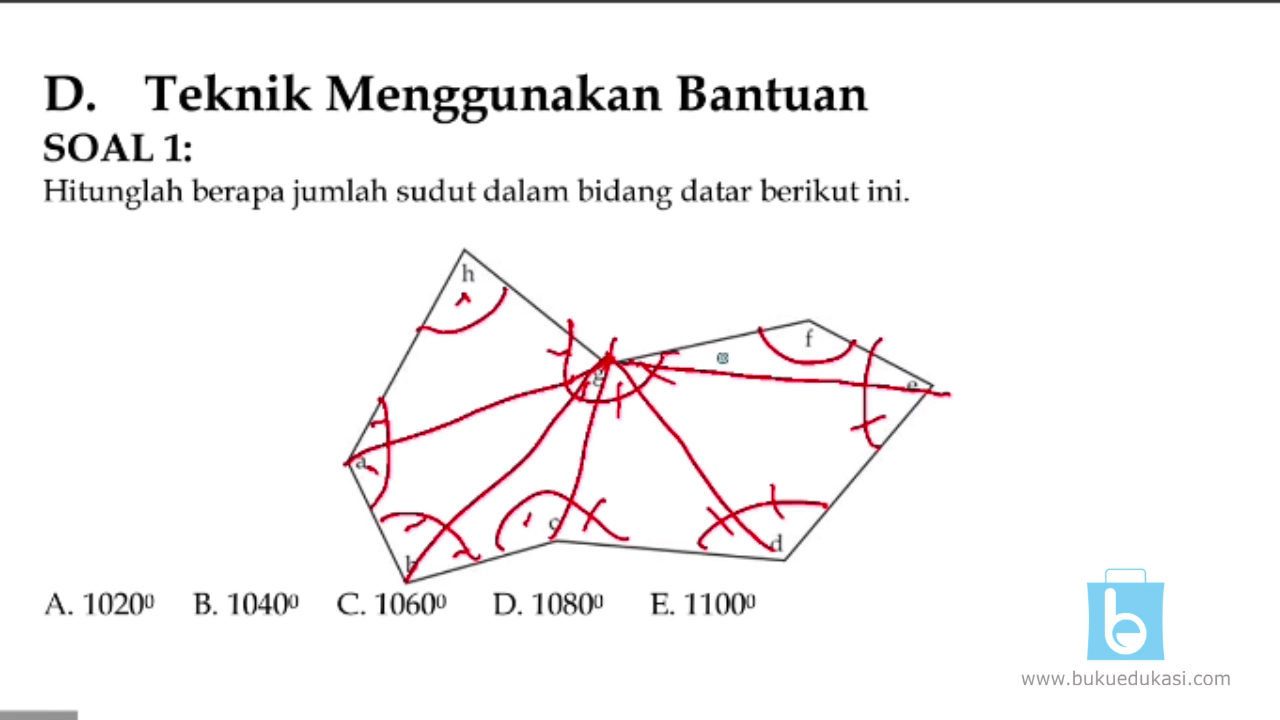 D. Teknik Menggunakan Bantuan
SOAL 1:
Hitunglah berapa jumlah sudut dalam bidang datar berikut ini.
h
f
g
e
a
c
d
b
A. 1020⁰ B. 1040⁰ C. 1060⁰ D. 1080⁰ E. 1100⁰
b
www.bukuedukasi.com